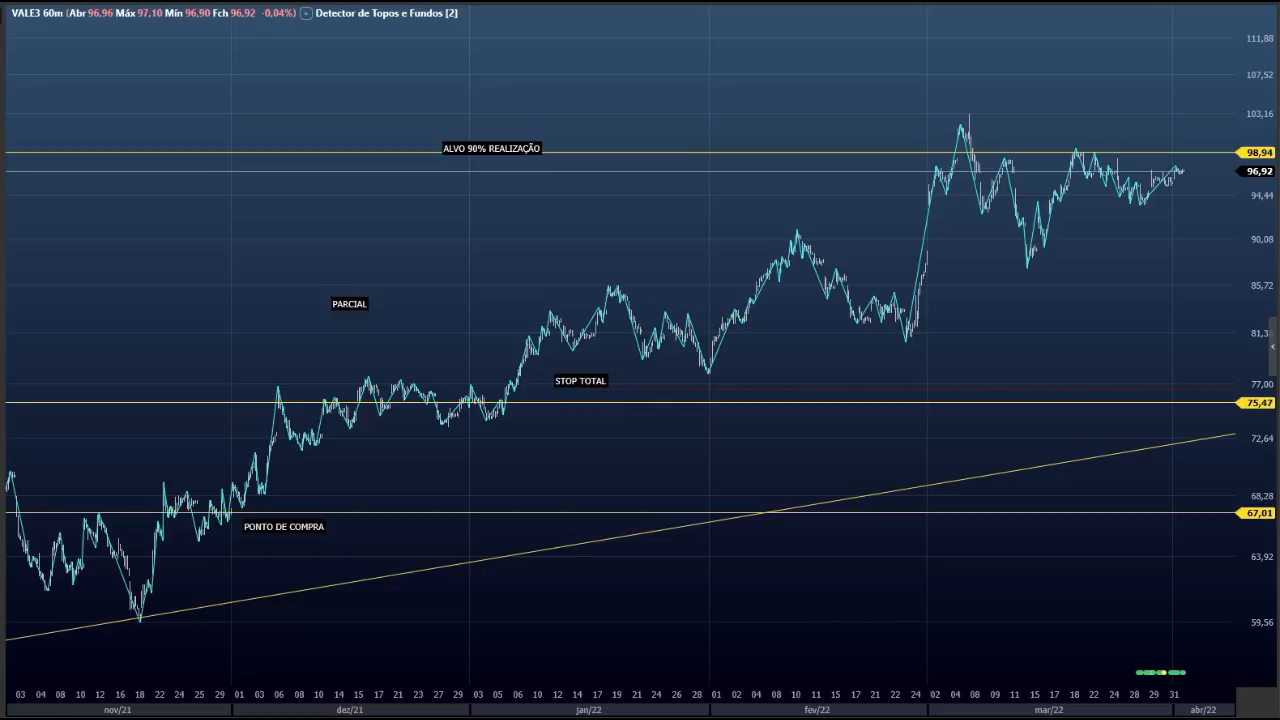 VALE3 60m (Abr 96,96 Máx 97,10 Mín 96,90 Fch 96,92 -0,04%) Detector de Topos e Fundos [2]
111,88
107,52
103,16
ALVO 90% REALIZAÇÃO
98,94
96,92
94,44
90,08
85,72
PARCIAL
81,3
STOP TOTAL
77,00
75,47
72,64
68,28
67,01
PONTO DE COMPRA
63,92
59,56
03 04 08 10 12 16 18 22 24 25 29 01 03 06 08 10 14 15 17 21 23 27 28 03 05 06 10 12 14 17 19 21 24 26 28 01 02 04 08 10 11 15 17 21 22 24 02 04 08 09 11 15 16 18 22 24 28 29 31
nov/21 dez/21 jan/22 fev/22 mar/22 abr/22